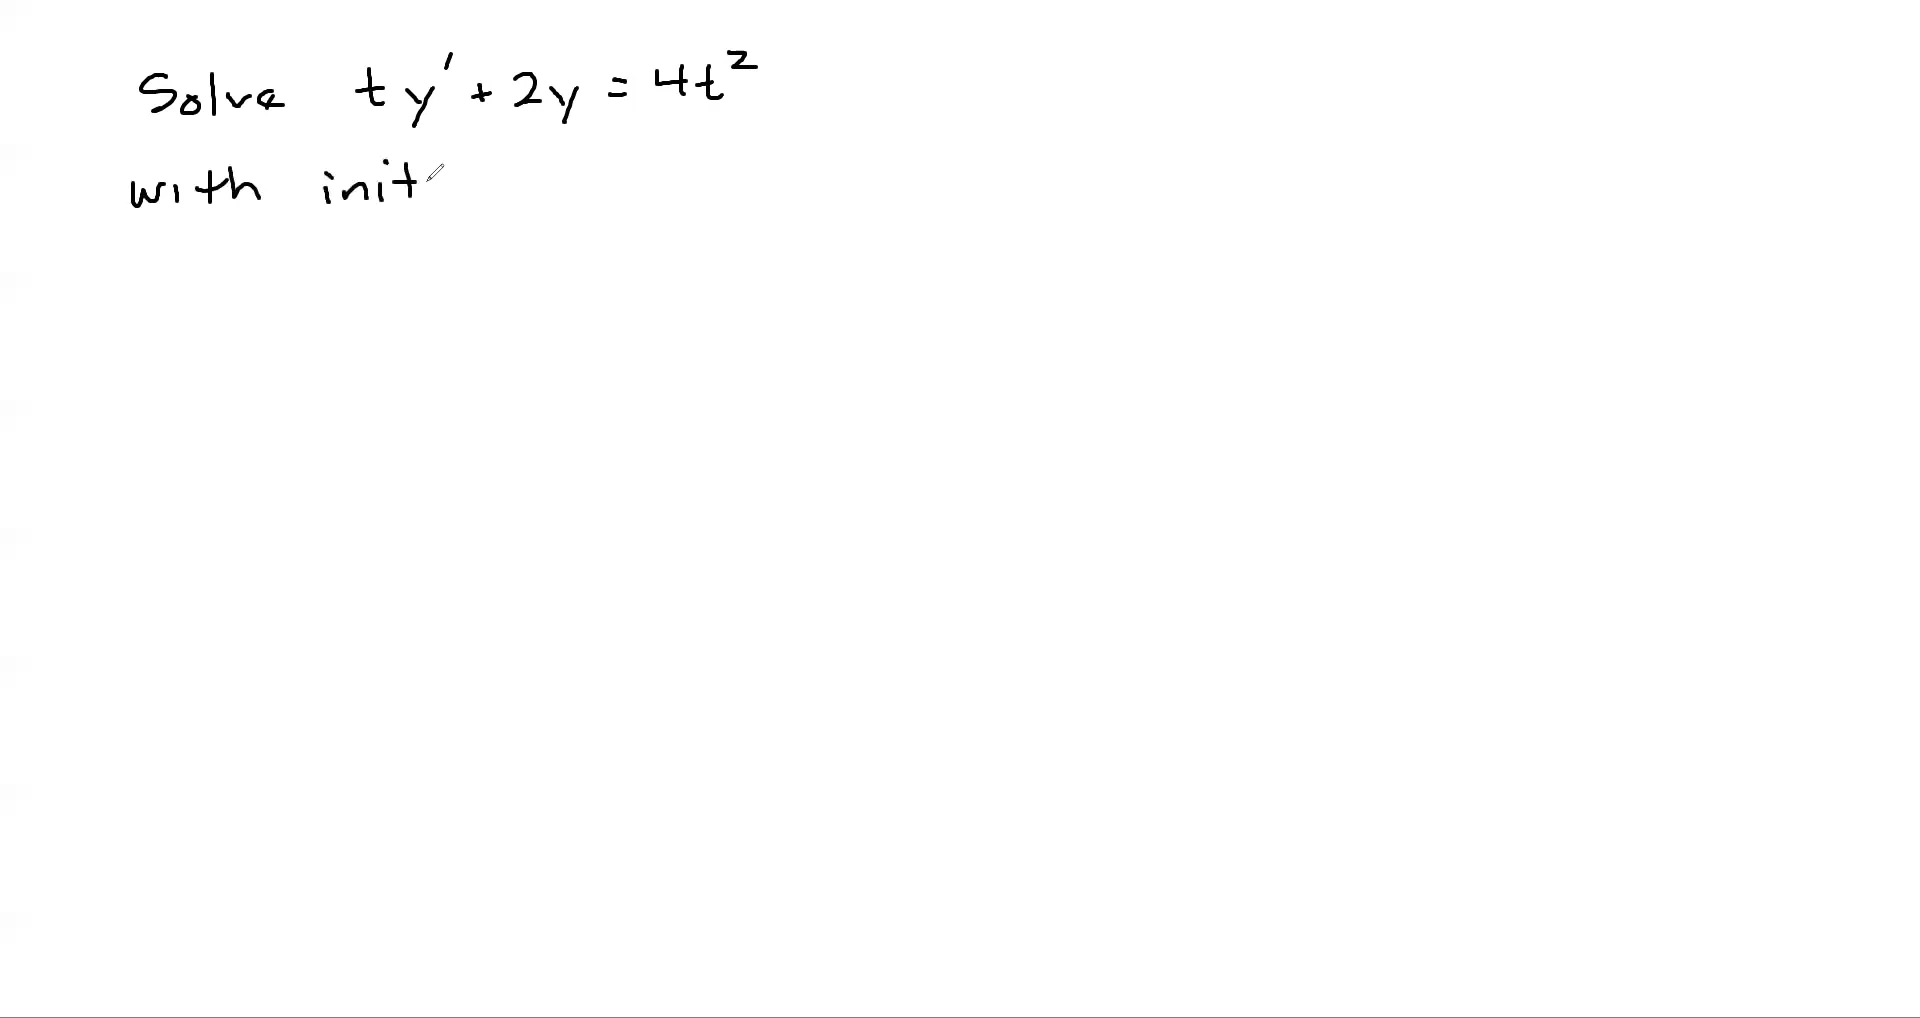 Solve ty' + 2y = 4t²
with init